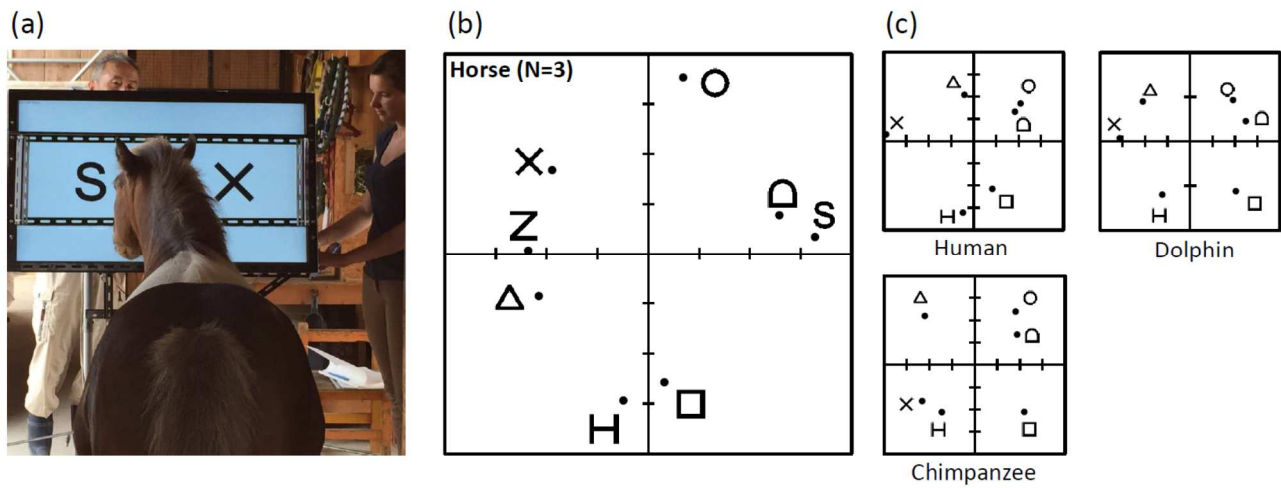 (a)
S X
(b)
Horse (N=3)
O
X
Z
S
△
H □
(c)
△ O
X
H □
Human
△ O
X
H □
Dolphin
△ O
X H □
Chimpanzee